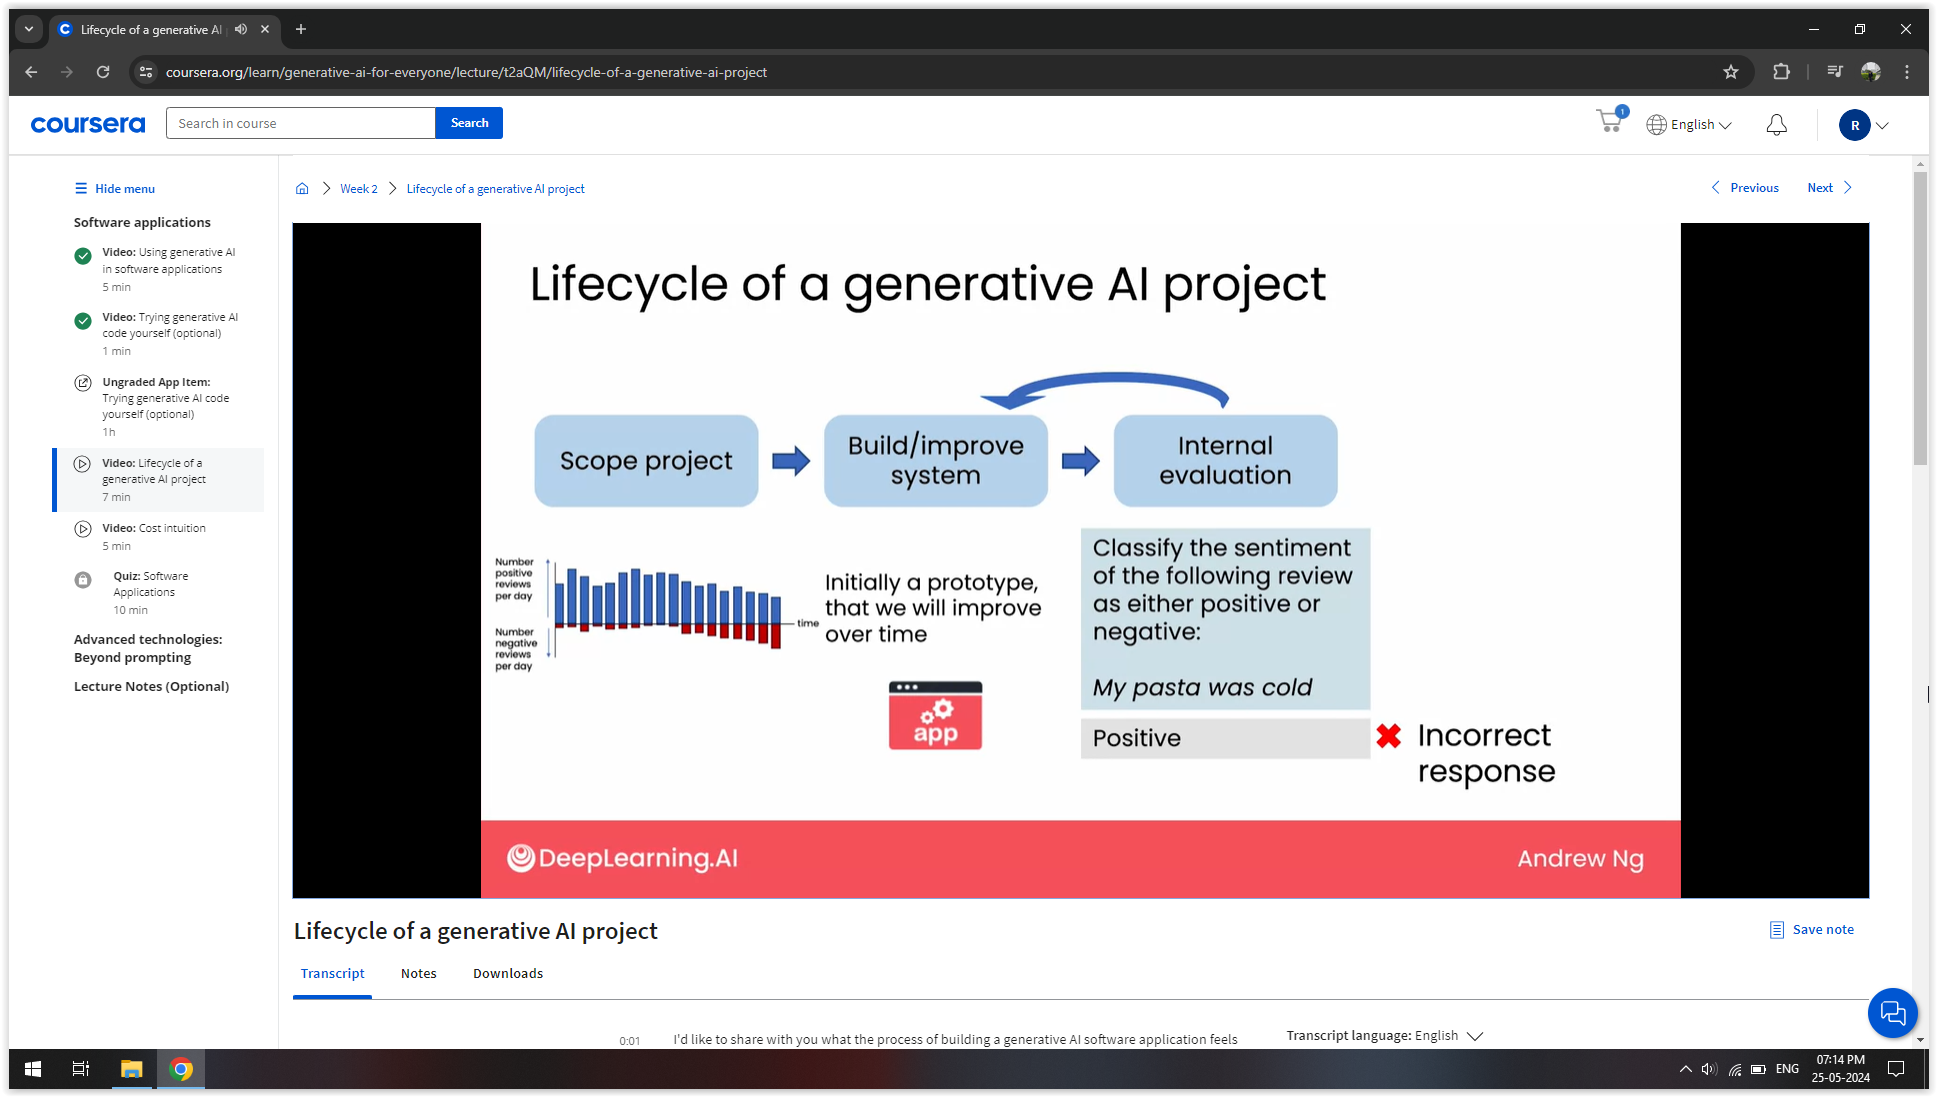 Lifecycle of a generative AI
coursera.org/learn/generative-ai-for-everyone/lecture/t2aQM/lifecycle-of-a-generative-ai-project
coursera
Search in course
Search
1
English
R
Hide menu
Software applications
Video: Using generative AI
in software applications
5 min
Video: Trying generative AI
code yourself (optional)
1 min
Ungraded App Item:
Trying generative AI code
yourself (optional)
1h
Video: Lifecycle of a
generative AI project
7 min
Video: Cost intuition
5 min
Quiz: Software
Applications
10 min
Advanced technologies:
Beyond prompting
Lecture Notes (Optional)
Week 2
Lifecycle of a generative AI project
Previous
Next
Lifecycle of a generative AI project
Scope project
Build/improve
system
Internal
evaluation
Number
positive
reviews
per day
Number
negative
reviews
per day
time
Initially a prototype,
that we will improve
over time
app
Classify the sentiment
of the following review
as either positive or
negative:
My pasta was cold
Positive
Incorrect
response
DeepLearning.AI
Andrew Ng
Lifecycle of a generative AI project
Save note
Transcript
Notes
Downloads
0:01
I'd like to share with you what the process of building a generative AI software application feels
Transcript language: English
ENG
07:14 PM
25-05-2024